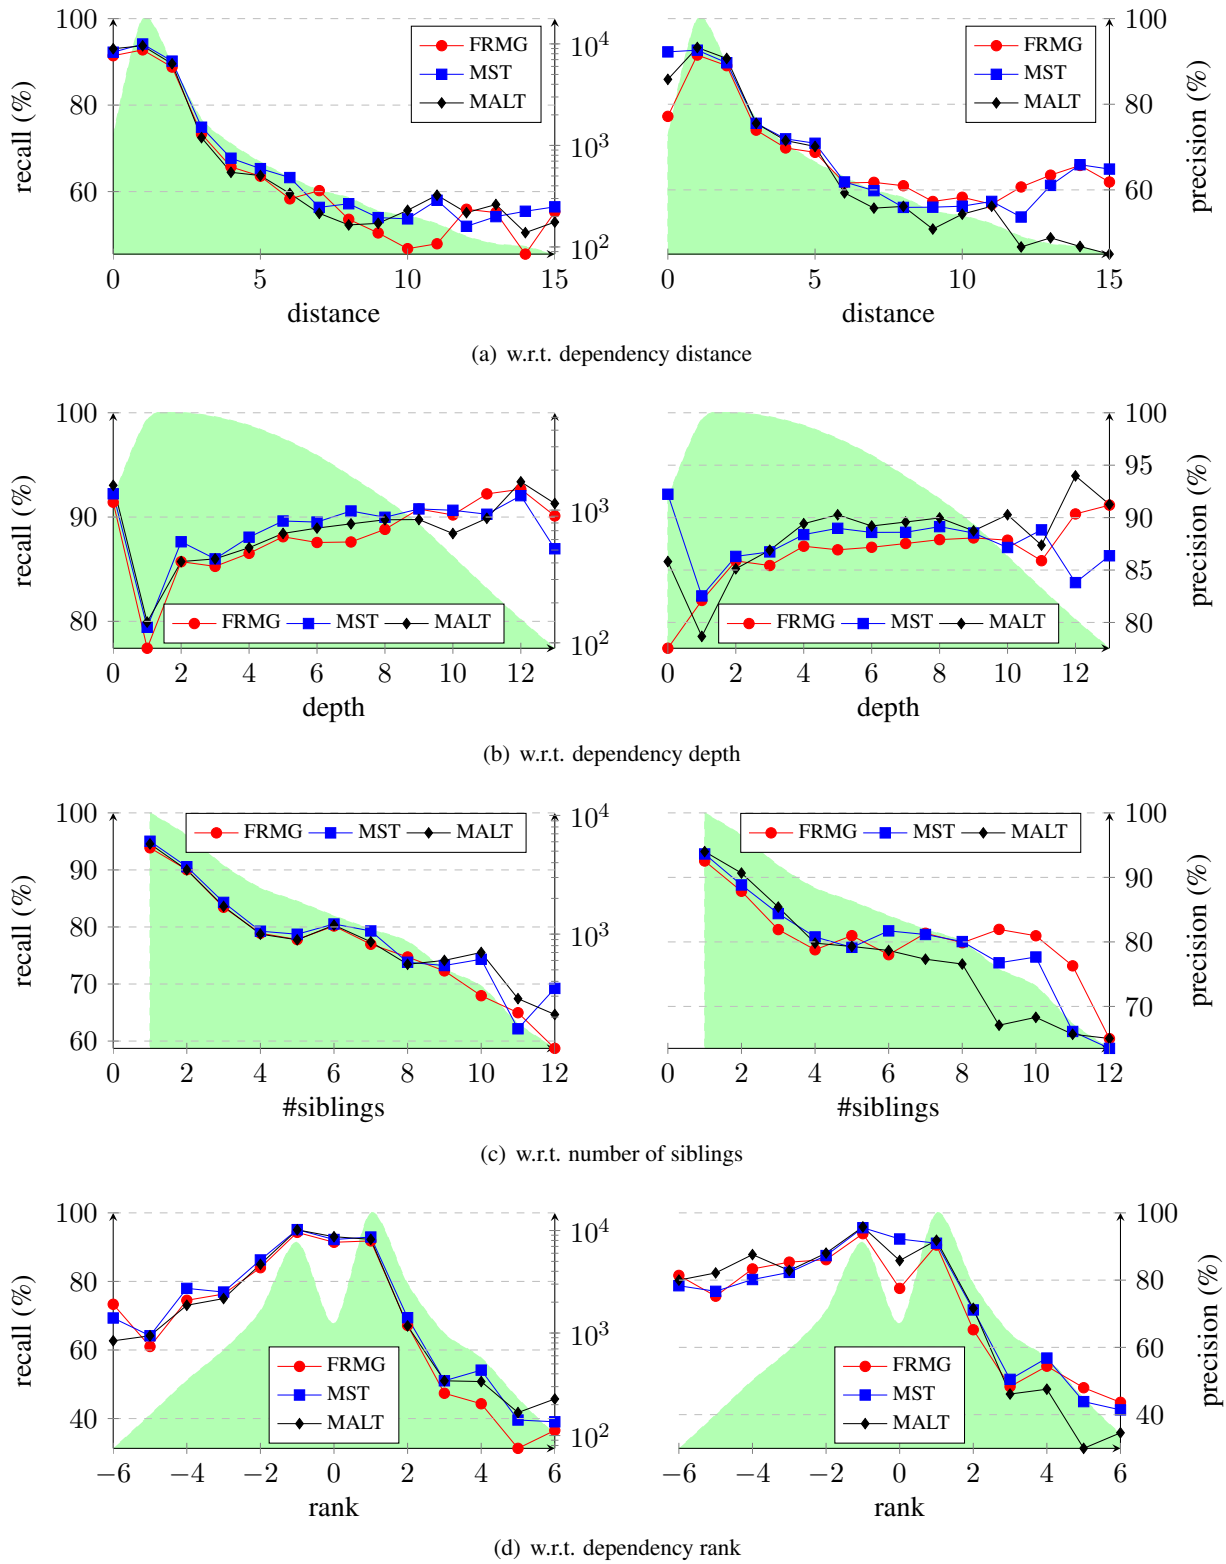 100
80
60
recall (%)
FRMG
MST
MALT
10^4
10^3
10^2
0 5 10 15
distance
FRMG
MST
MALT
100
80
60
precision (%)
0 5 10 15
distance
(a) w.r.t. dependency distance
100
90
80
recall (%)
FRMG MST MALT
10^3
10^2
0 2 4 6 8 10 12
depth
FRMG MST MALT
100
95
90
85
80
precision (%)
0 2 4 6 8 10 12
depth
(b) w.r.t. dependency depth
100
90
80
70
60
recall (%)
FRMG MST MALT
10^4
10^3
0 2 4 6 8 10 12
#siblings
FRMG MST MALT
100
90
80
70
precision (%)
0 2 4 6 8 10 12
#siblings
(c) w.r.t. number of siblings
100
80
60
40
recall (%)
FRMG
MST
MALT
10^4
10^3
10^2
−6 −4 −2 0 2 4 6
rank
FRMG
MST
MALT
100
80
60
40
precision (%)
−6 −4 −2 0 2 4 6
rank
(d) w.r.t. dependency rank